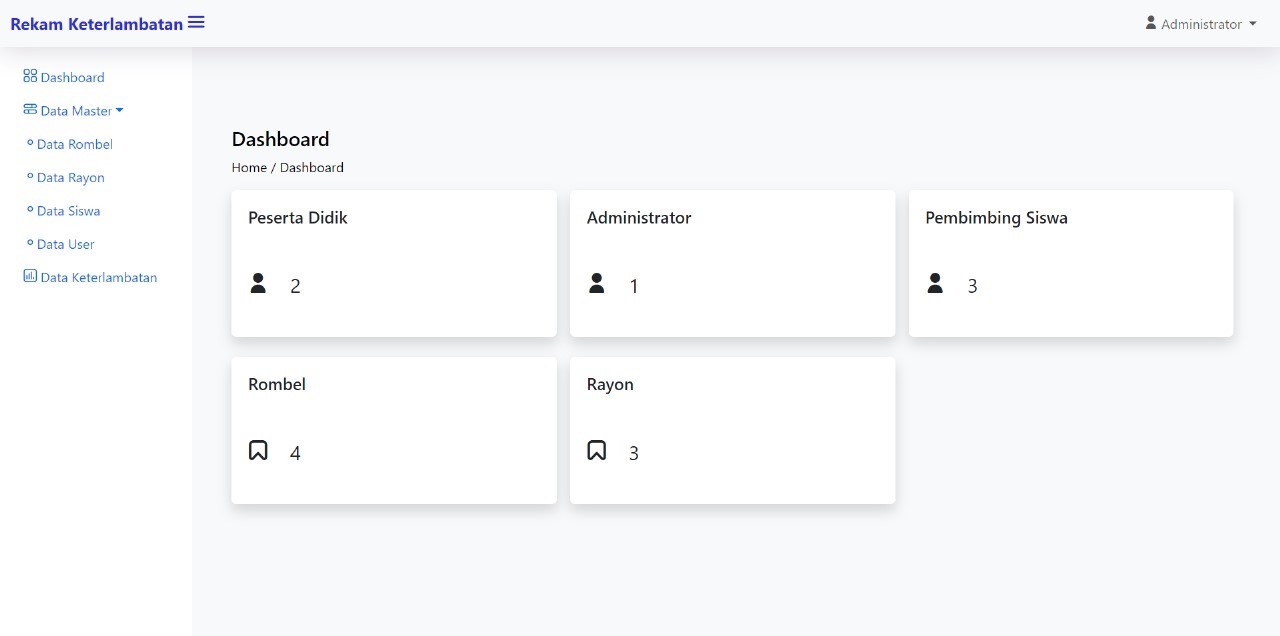 Rekam Keterlambatan
Administrator
Dashboard
Data Master
Data Rombel
Data Rayon
Data Siswa
Data User
Data Keterlambatan
Dashboard
Home / Dashboard
Peserta Didik
2
Administrator
1
Pembimbing Siswa
3
Rombel
4
Rayon
3